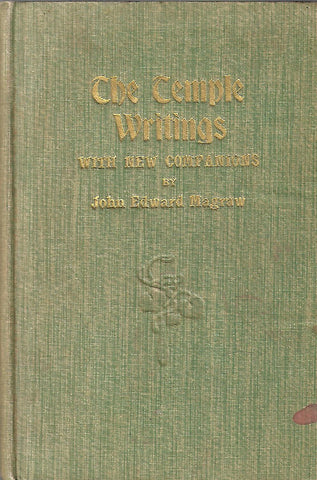 The Temple
Writings
WITH NEW COMPANIONS
BY
John Edward Magraw